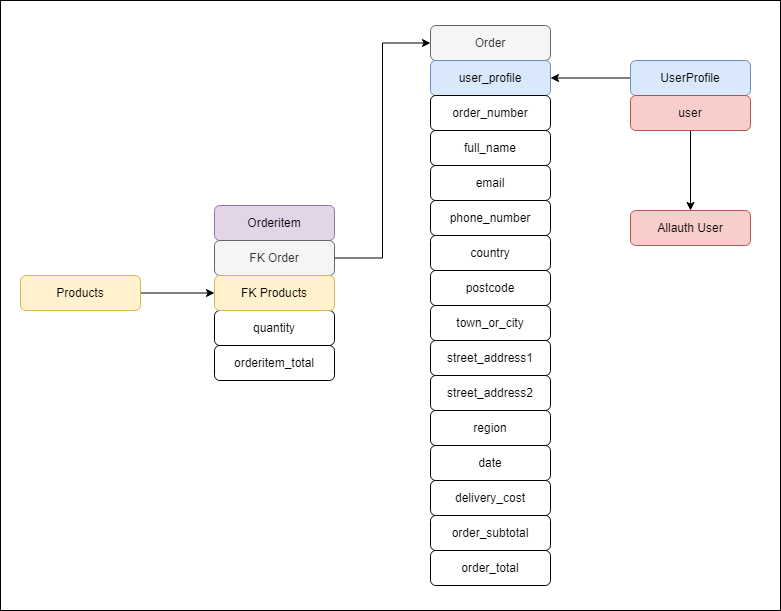 Products
Orderitem
FK Order
FK Products
quantity
orderitem_total
Order
user_profile
order_number
full_name
email
phone_number
country
postcode
town_or_city
street_address1
street_address2
region
date
delivery_cost
order_subtotal
order_total
UserProfile
user
Allauth User